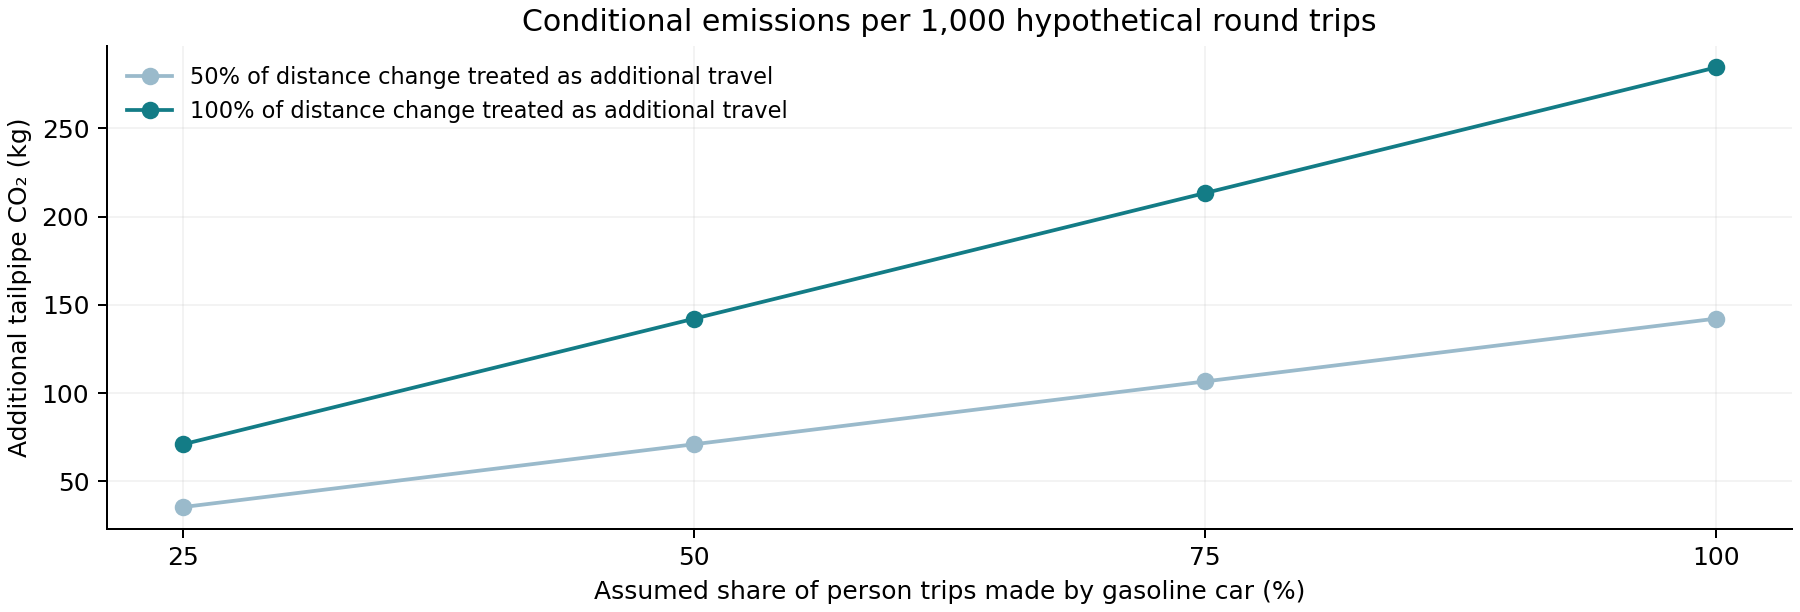 Conditional emissions per 1,000 hypothetical round trips
50% of distance change treated as additional travel
100% of distance change treated as additional travel
Additional tailpipe CO₂ (kg)
250
200
150
100
50
25 50 75 100
Assumed share of person trips made by gasoline car (%)